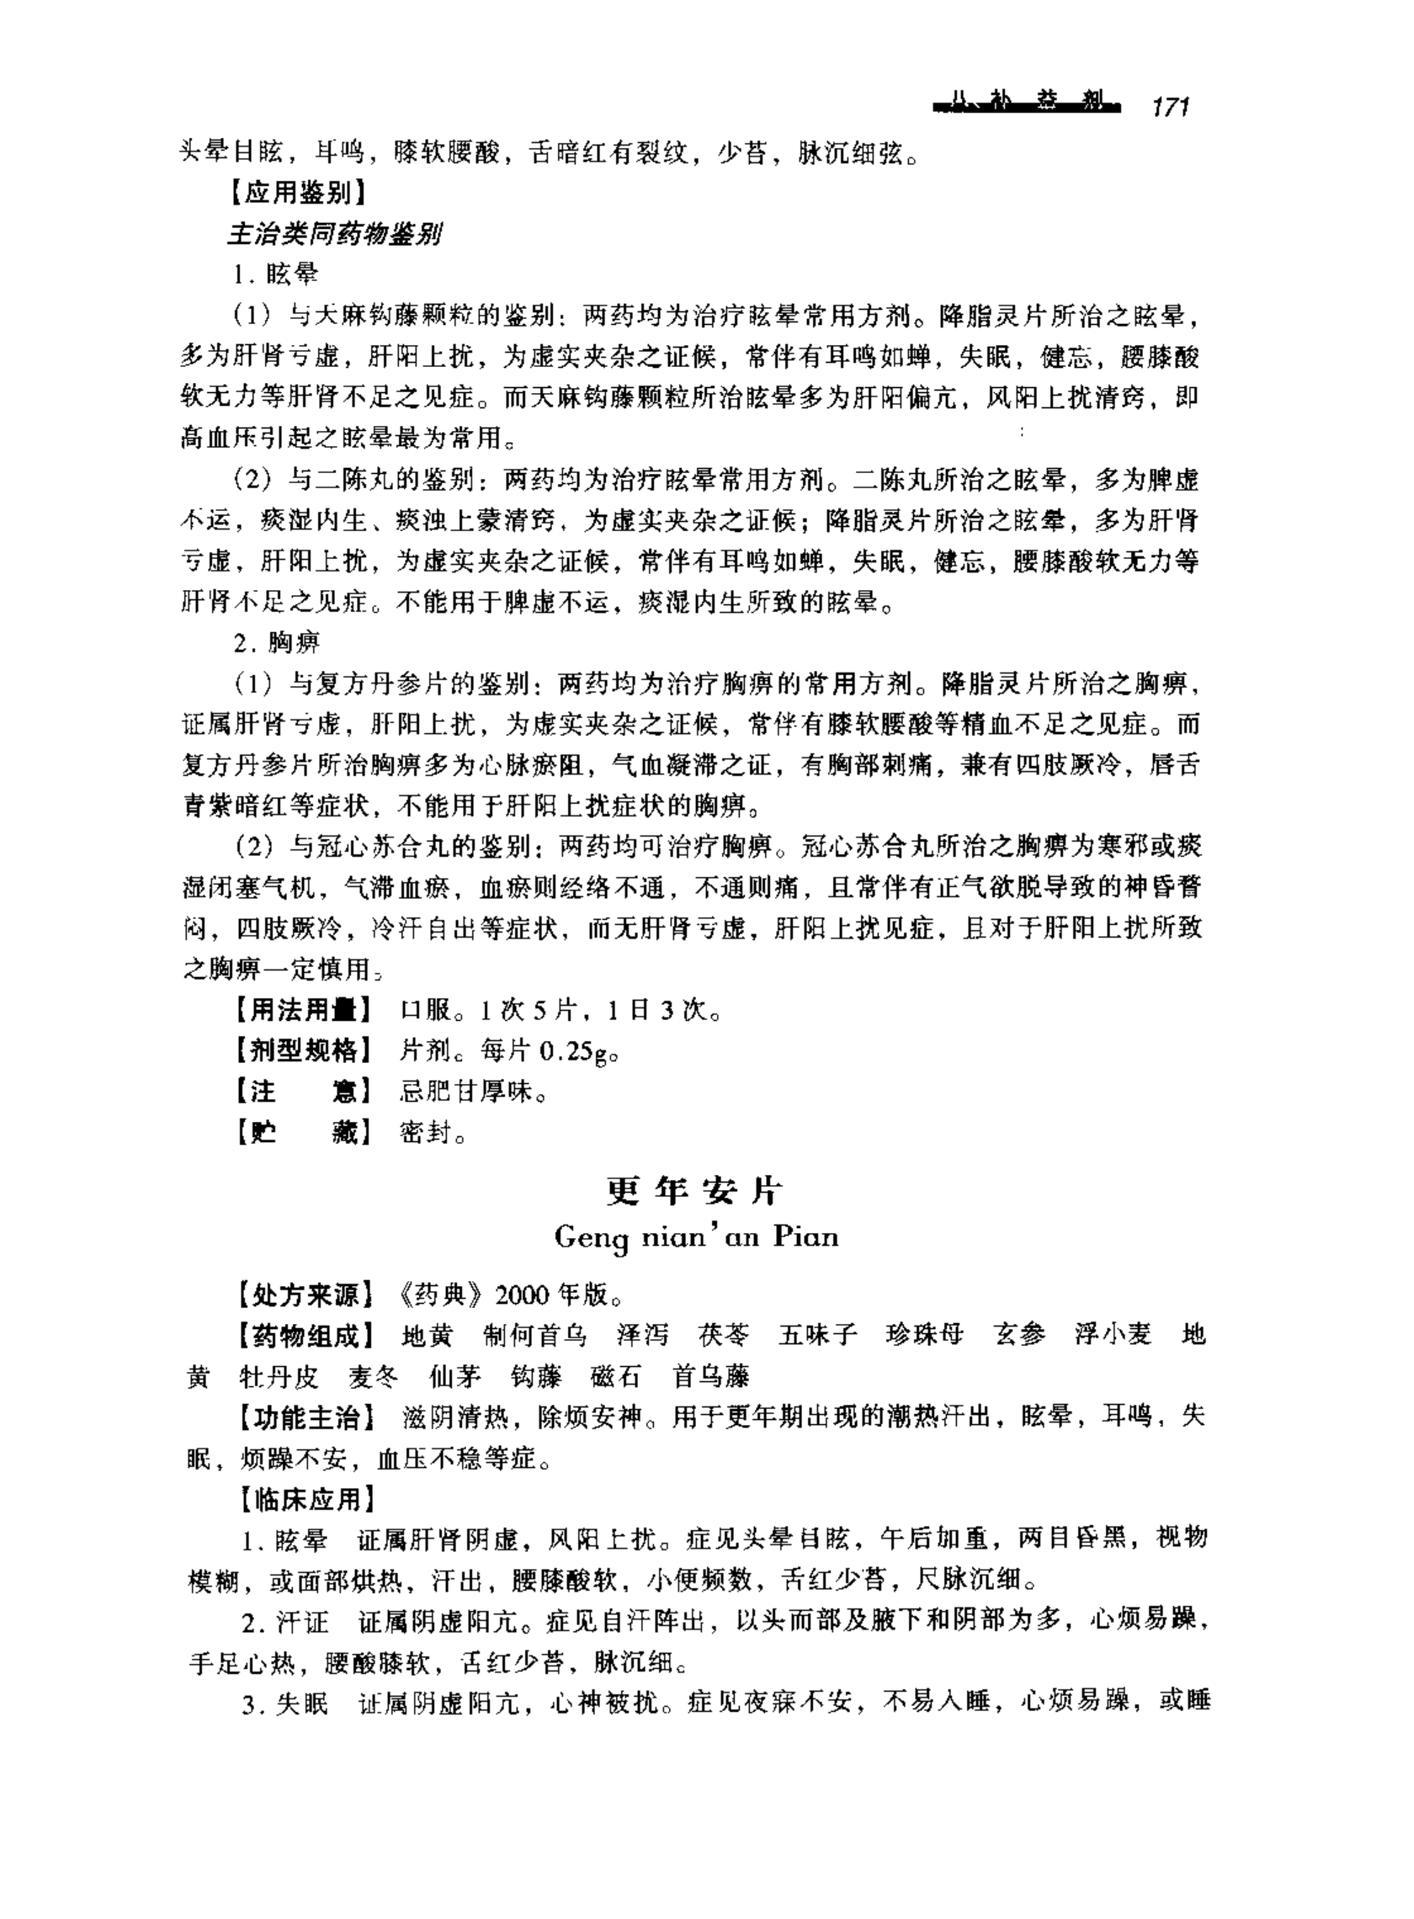 八、补益剂 171
头晕目眩，耳鸣，膝软腰酸，舌暗红有裂纹，少苔，脉沉细弦。
【应用鉴别】
主治类同药物鉴别
1. 眩晕
（1）与天麻钩藤颗粒的鉴别：两药均为治疗眩晕常用方剂。降脂灵片所治之眩晕，
多为肝肾亏虚，肝阳上扰，为虚实夹杂之证候，常伴有耳鸣如蝉，失眠，健忘，腰膝酸
软无力等肝肾不足之见症。而天麻钩藤颗粒所治眩晕多为肝阳偏亢，风阳上扰清窍，即
高血压引起之眩晕最为常用。
（2）与二陈丸的鉴别：两药均为治疗眩晕常用方剂。二陈丸所治之眩晕，多为脾虚
不运，痰湿内生、痰浊上蒙清窍，为虚实夹杂之证候；降脂灵片所治之眩晕，多为肝肾
亏虚，肝阳上扰，为虚实夹杂之证候，常伴有耳鸣如蝉，失眠，健忘，腰膝酸软无力等
肝肾不足之见症。不能用于脾虚不运，痰湿内生所致的眩晕。
2. 胸痹
（1）与复方丹参片的鉴别：两药均为治疗胸痹的常用方剂。降脂灵片所治之胸痹，
证属肝肾亏虚，肝阳上扰，为虚实夹杂之证候，常伴有膝软腰酸等精血不足之见症。而
复方丹参片所治胸痹多为心脉瘀阻，气血凝滞之证，有胸部刺痛，兼有四肢厥冷，唇舌
青紫暗红等症状，不能用于肝阳上扰症状的胸痹。
（2）与冠心苏合丸的鉴别：两药均可治疗胸痹。冠心苏合丸所治之胸痹为寒邪或痰
湿闭塞气机，气滞血瘀，血瘀则经络不通，不通则痛，且常伴有正气欲脱导致的神昏瞀
闷，四肢厥冷，冷汗自出等症状，而无肝肾亏虚，肝阳上扰见症，且对于肝阳上扰所致
之胸痹一定慎用。
【用法用量】 口服。1次5片，1日3次。
【剂型规格】 片剂。每片0.25g。
【注　　意】 忌肥甘厚味。
【贮　　藏】 密封。
更年安片
Geng nian'an Pian
【处方来源】《药典》2000年版。
【药物组成】 地黄 制何首乌 泽泻 茯苓 五味子 珍珠母 玄参 浮小麦 地
黄 牡丹皮 麦冬 仙茅 钩藤 磁石 首乌藤
【功能主治】 滋阴清热，除烦安神。用于更年期出现的潮热汗出，眩晕，耳鸣，失
眠，烦躁不安，血压不稳等症。
【临床应用】
1. 眩晕 证属肝肾阴虚，风阳上扰。症见头晕目眩，午后加重，两目昏黑，视物
模糊，或面部烘热，汗出，腰膝酸软，小便频数，舌红少苔，尺脉沉细。
2. 汗证 证属阴虚阳亢。症见自汗阵出，以头而部及腋下和阴部为多，心烦易躁，
手足心热，腰酸膝软，舌红少苔，脉沉细。
3. 失眠 证属阴虚阳亢，心神被扰。症见夜寐不安，不易入睡，心烦易躁，或睡